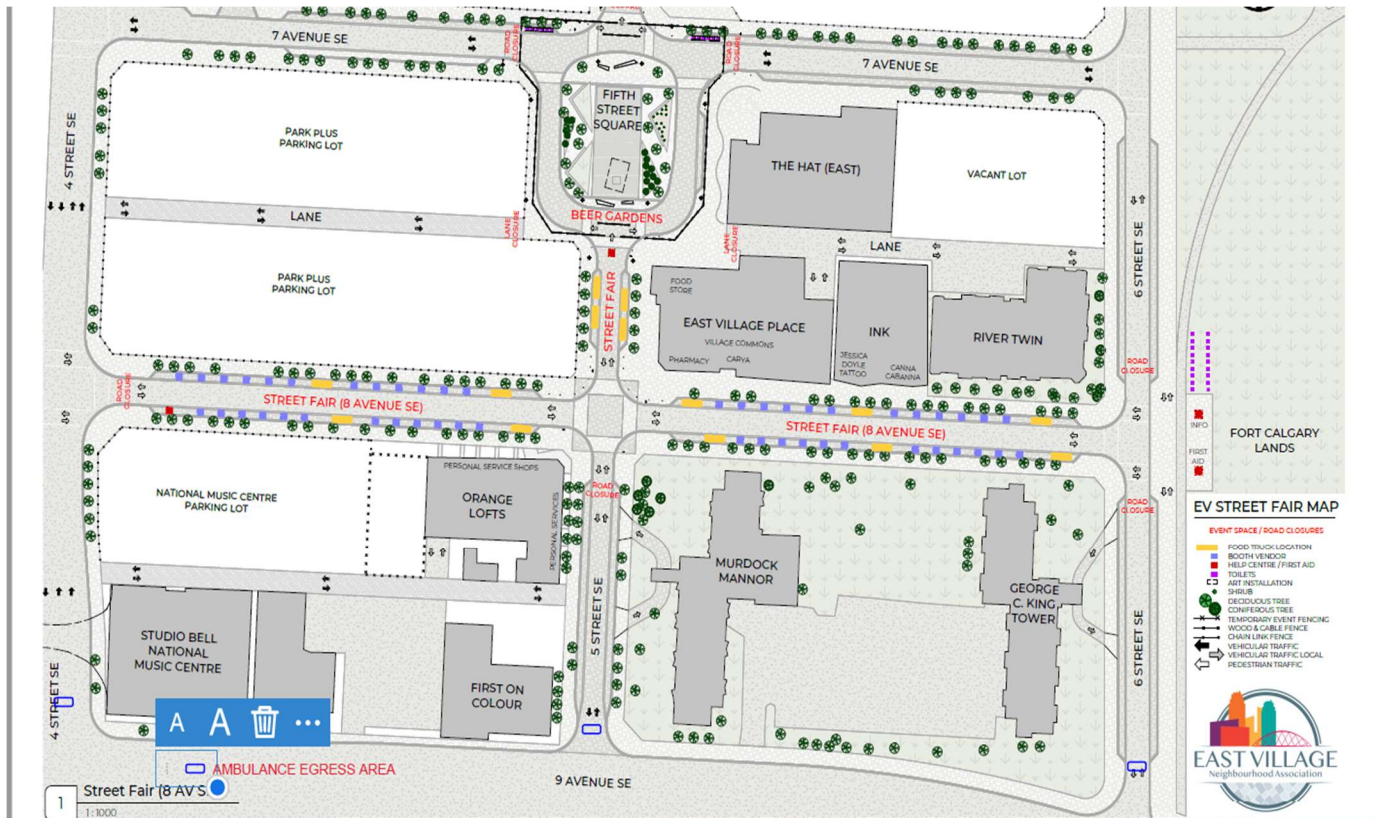 7 AVENUE SE
ROAD
CLOSURE
ROAD
CLOSURE
7 AVENUE SE
FIFTH
STREET
SQUARE
4 STREET SE
PARK PLUS
PARKING LOT
THE HAT (EAST)
VACANT LOT
LANE
LANE
CLOSURE
BEER GARDENS
LANE
CLOSURE
LANE
6 STREET SE
PARK PLUS
PARKING LOT
STREET FAIR
FOOD
STORE
EAST VILLAGE PLACE
VILLAGE COMMONS
PHARMACY
CARYA
INK
JESSICA
DOYLE
TATTOO
CANNA
CABANNA
RIVER TWIN
ROAD
CLOSURE
ROAD
CLOSURE
STREET FAIR (8 AVENUE SE)
STREET FAIR (8 AVENUE SE)
INFO
FIRST
AID
FORT CALGARY
LANDS
PERSONAL SERVICE SHOPS
ORANGE
LOFTS
PERSONAL SERVICES
NATIONAL MUSIC CENTRE
PARKING LOT
ROAD
CLOSURE
ROAD
CLOSURE
MURDOCK
MANNOR
GEORGE
C. KING
TOWER
5 STREET SE
6 STREET SE
STUDIO BELL
NATIONAL
MUSIC CENTRE
FIRST ON
COLOUR
4 STREET SE
A A
AMBULANCE EGRESS AREA
9 AVENUE SE
1
Street Fair (8 AV S
1:1000
EV STREET FAIR MAP
EVENT SPACE / ROAD CLOSURES
FOOD TRUCK LOCATION
BOOTH VENDOR
HELP CENTRE / FIRST AID
TOILETS
ART INSTALLATION
SHRUB
DECIDUOUS TREE
CONIFEROUS TREE
TEMPORARY EVENT FENCING
WOOD & CABLE FENCE
CHAIN LINK FENCE
VEHICULAR TRAFFIC
VEHICULAR TRAFFIC LOCAL
PEDESTRIAN TRAFFIC
EAST VILLAGE
Neighbourhood Association